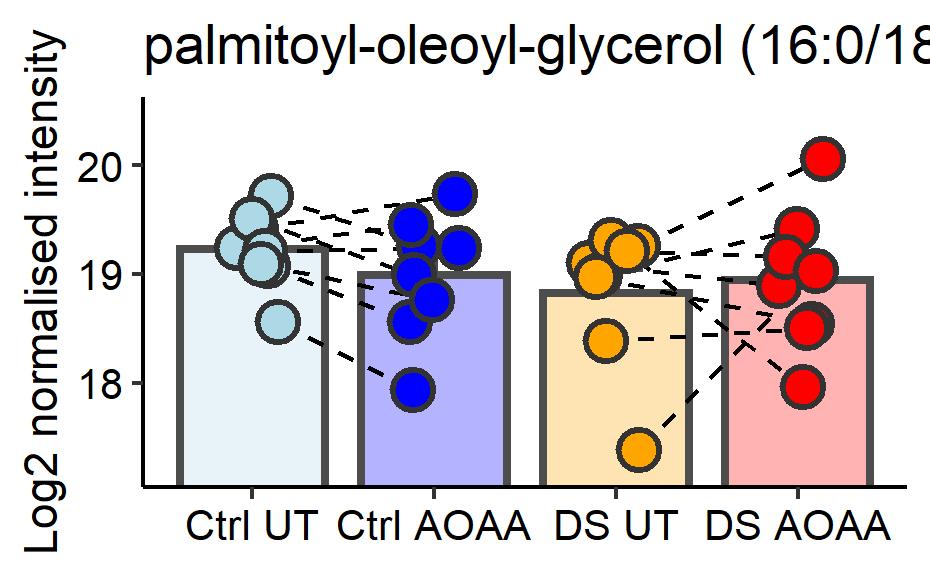 palmitoyl-oleoyl-glycerol (16:0/18
Log2 normalised intensity
20
19
18
Ctrl UT
Ctrl AOAA
DS UT
DS AOAA